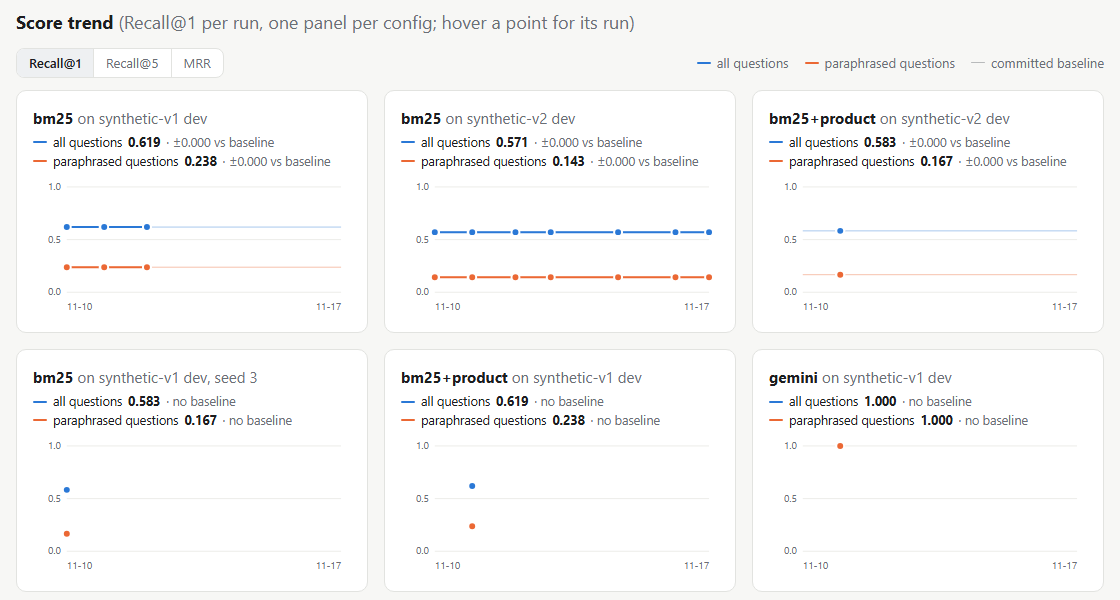 Score trend (Recall@1 per run, one panel per config; hover a point for its run)
Recall@1 Recall@5 MRR
all questions paraphrased questions committed baseline
bm25 on synthetic-v1 dev
all questions 0.619 · ±0.000 vs baseline
paraphrased questions 0.238 · ±0.000 vs baseline
1.0
0.5
0.0
11-10 11-17
bm25 on synthetic-v2 dev
all questions 0.571 · ±0.000 vs baseline
paraphrased questions 0.143 · ±0.000 vs baseline
1.0
0.5
0.0
11-10 11-17
bm25+product on synthetic-v2 dev
all questions 0.583 · ±0.000 vs baseline
paraphrased questions 0.167 · ±0.000 vs baseline
1.0
0.5
0.0
11-10 11-17
bm25 on synthetic-v1 dev, seed 3
all questions 0.583 · no baseline
paraphrased questions 0.167 · no baseline
1.0
0.5
0.0
11-10 11-17
bm25+product on synthetic-v1 dev
all questions 0.619 · no baseline
paraphrased questions 0.238 · no baseline
1.0
0.5
0.0
11-10 11-17
gemini on synthetic-v1 dev
all questions 1.000 · no baseline
paraphrased questions 1.000 · no baseline
1.0
0.5
0.0
11-10 11-17